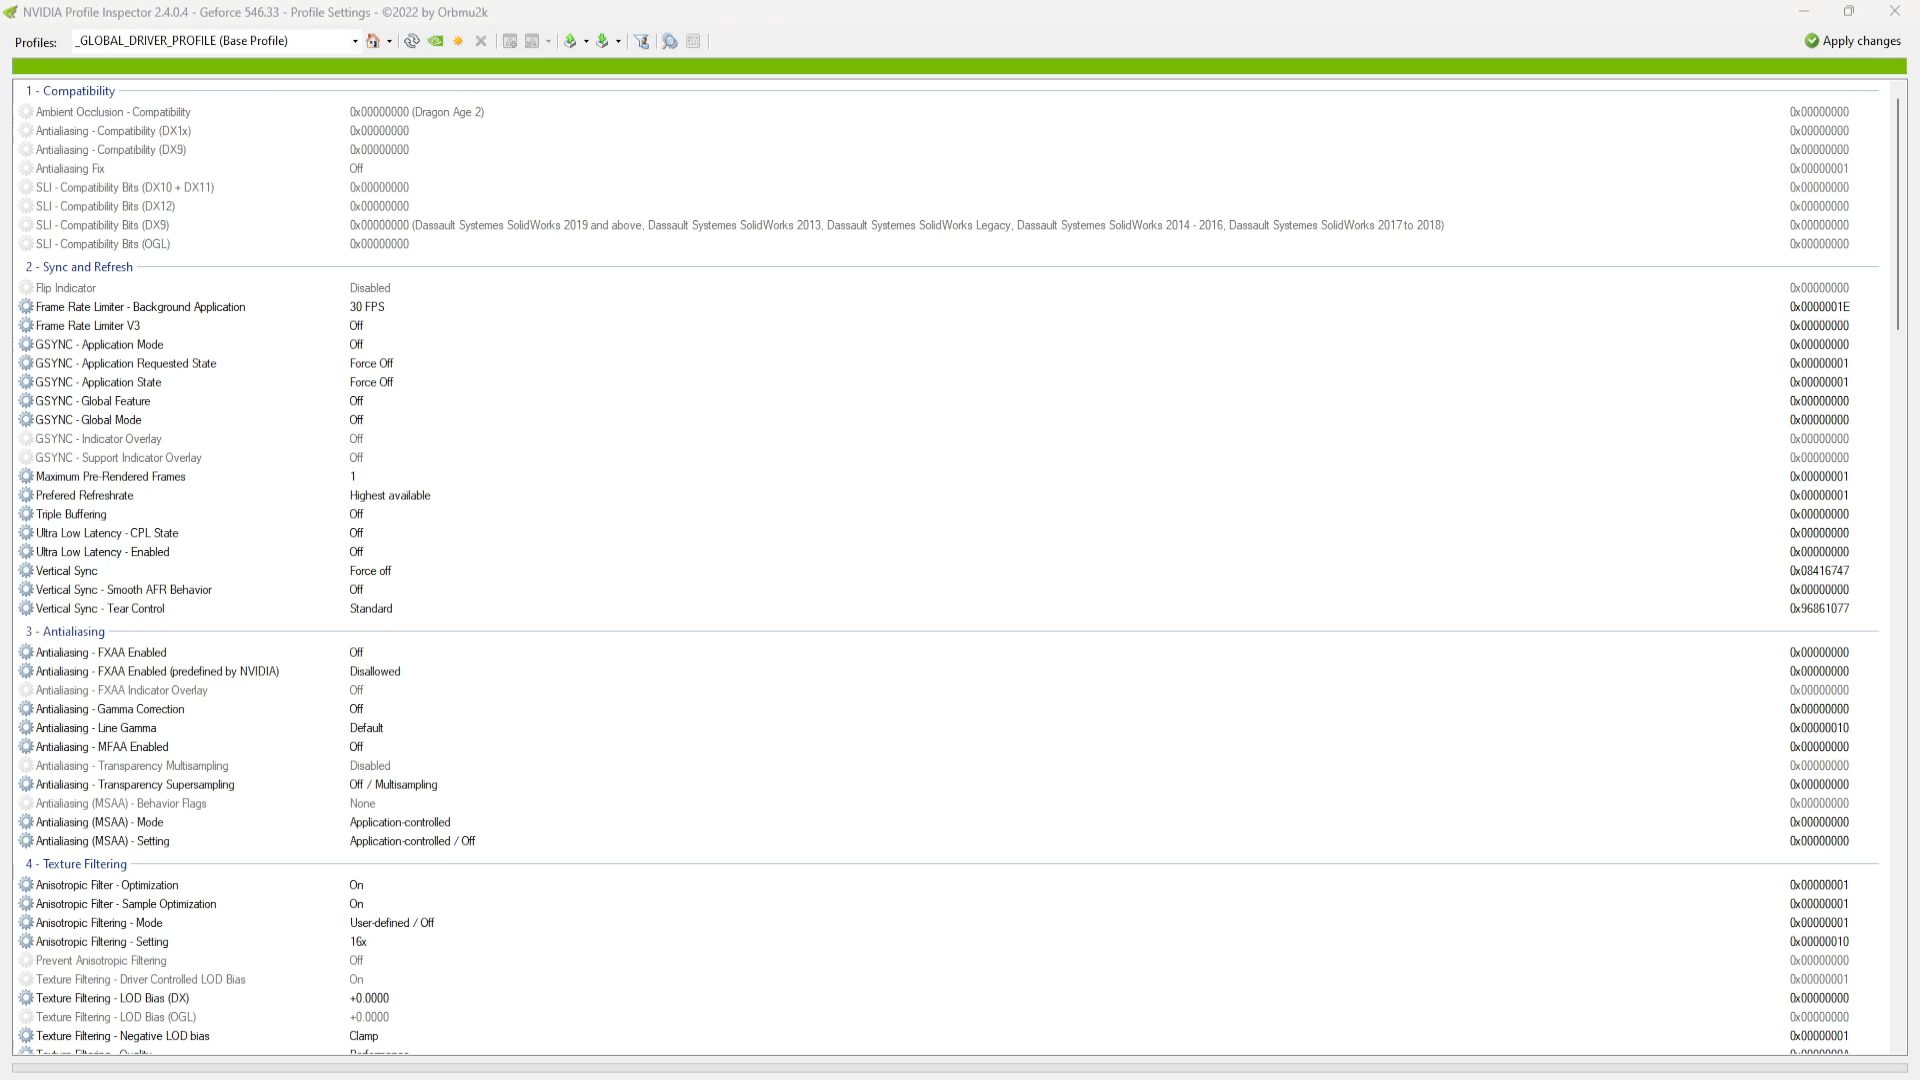 NVIDIA Profile Inspector 2.4.0.4 - Geforce 546.33 - Profile Settings - ©2022 by Orbmu2k
Profiles: _GLOBAL_DRIVER_PROFILE (Base Profile) Apply changes
1 - Compatibility
Ambient Occlusion - Compatibility 0x00000000 (Dragon Age 2) 0x00000000
Antialiasing - Compatibility (DX1x) 0x00000000 0x00000000
Antialiasing - Compatibility (DX9) 0x00000000 0x00000000
Antialiasing Fix Off 0x00000001
SLI - Compatibility Bits (DX10 + DX11) 0x00000000 0x00000000
SLI - Compatibility Bits (DX12) 0x00000000 0x00000000
SLI - Compatibility Bits (DX9) 0x00000000 (Dassault Systemes SolidWorks 2019 and above, Dassault Systemes SolidWorks 2013, Dassault Systemes SolidWorks Legacy, Dassault Systemes SolidWorks 2014 - 2016, Dassault Systemes SolidWorks 2017 to 2018) 0x00000000
SLI - Compatibility Bits (OGL) 0x00000000 0x00000000
2 - Sync and Refresh
Flip Indicator Disabled 0x00000000
Frame Rate Limiter - Background Application 30 FPS 0x0000001E
Frame Rate Limiter V3 Off 0x00000000
GSYNC - Application Mode Off 0x00000000
GSYNC - Application Requested State Force Off 0x00000001
GSYNC - Application State Force Off 0x00000001
GSYNC - Global Feature Off 0x00000000
GSYNC - Global Mode Off 0x00000000
GSYNC - Indicator Overlay Off 0x00000000
GSYNC - Support Indicator Overlay Off 0x00000000
Maximum Pre-Rendered Frames 1 0x00000001
Prefered Refreshrate Highest available 0x00000001
Triple Buffering Off 0x00000000
Ultra Low Latency - CPL State Off 0x00000000
Ultra Low Latency - Enabled Off 0x00000000
Vertical Sync Force off 0x08416747
Vertical Sync - Smooth AFR Behavior Off 0x00000000
Vertical Sync - Tear Control Standard 0x96861077
3 - Antialiasing
Antialiasing - FXAA Enabled Off 0x00000000
Antialiasing - FXAA Enabled (predefined by NVIDIA) Disallowed 0x00000000
Antialiasing - FXAA Indicator Overlay Off 0x00000000
Antialiasing - Gamma Correction Off 0x00000000
Antialiasing - Line Gamma Default 0x00000010
Antialiasing - MFAA Enabled Off 0x00000000
Antialiasing - Transparency Multisampling Disabled 0x00000000
Antialiasing - Transparency Supersampling Off / Multisampling 0x00000000
Antialiasing (MSAA) - Behavior Flags None 0x00000000
Antialiasing (MSAA) - Mode Application-controlled 0x00000000
Antialiasing (MSAA) - Setting Application-controlled / Off 0x00000000
4 - Texture Filtering
Anisotropic Filter - Optimization On 0x00000001
Anisotropic Filter - Sample Optimization On 0x00000001
Anisotropic Filtering - Mode User-defined / Off 0x00000001
Anisotropic Filtering - Setting 16x 0x00000010
Prevent Anisotropic Filtering Off 0x00000000
Texture Filtering - Driver Controlled LOD Bias On 0x00000001
Texture Filtering - LOD Bias (DX) +0.0000 0x00000000
Texture Filtering - LOD Bias (OGL) +0.0000 0x00000000
Texture Filtering - Negative LOD bias Clamp 0x00000001
Texture Filtering - Quality Performance